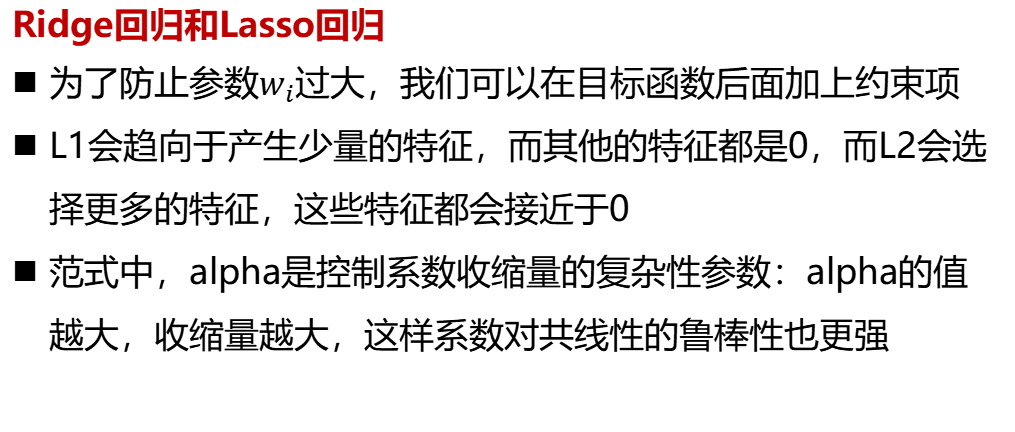 Ridge回归和Lasso回归
■ 为了防止参数𝑤ᵢ过大，我们可以在目标函数后面加上约束项
■ L1会趋向于产生少量的特征，而其他的特征都是0，而L2会选
择更多的特征，这些特征都会接近于0
■ 范式中，alpha是控制系数收缩量的复杂性参数：alpha的值
越大，收缩量越大，这样系数对共线性的鲁棒性也更强